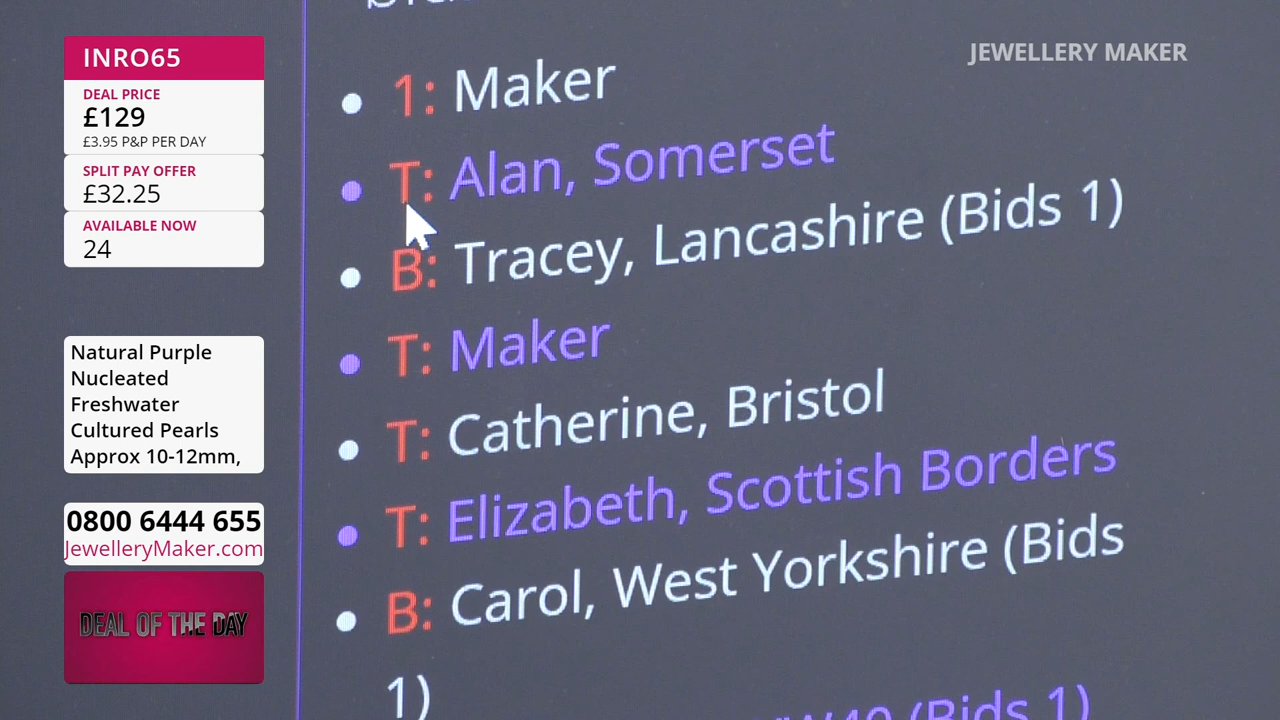 INRO65
DEAL PRICE
£129
£3.95 P&P PER DAY
SPLIT PAY OFFER
£32.25
AVAILABLE NOW
24
Natural Purple
Nucleated
Freshwater
Cultured Pearls
Approx 10-12mm,
0800 6444 655
JewelleryMaker.com
DEAL OF THE DAY
JEWELLERY MAKER
1: Maker
T: Alan, Somerset
B: Tracey, Lancashire (Bids 1)
T: Maker
T: Catherine, Bristol
T: Elizabeth, Scottish Borders
B: Carol, West Yorkshire (Bids
1)
(Bids 1)